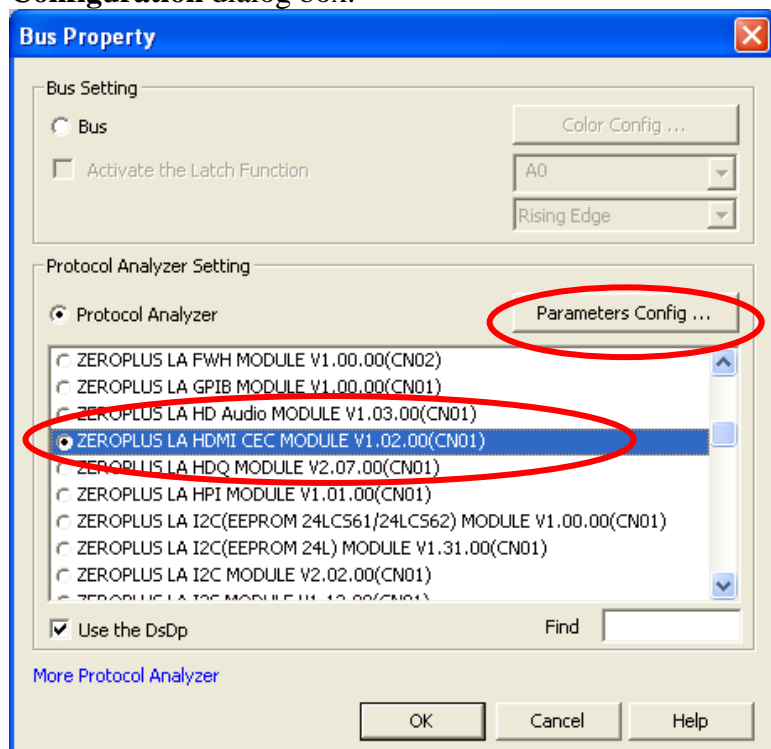 Configuration dialog box.
Bus Property
Bus Setting
Bus
Color Config ...
Activate the Latch Function
A0
Rising Edge
Protocol Analyzer Setting
Protocol Analyzer
Parameters Config ...
ZEROPLUS LA FWH MODULE V1.00.00(CN02)
ZEROPLUS LA GPIB MODULE V1.00.00(CN01)
ZEROPLUS LA HD Audio MODULE V1.03.00(CN01)
ZEROPLUS LA HDMI CEC MODULE V1.02.00(CN01)
ZEROPLUS LA HDQ MODULE V2.07.00(CN01)
ZEROPLUS LA HPI MODULE V1.01.00(CN01)
ZEROPLUS LA I2C(EEPROM 24LCS61/24LCS62) MODULE V1.00.00(CN01)
ZEROPLUS LA I2C(EEPROM 24L) MODULE V1.31.00(CN01)
ZEROPLUS LA I2C MODULE V2.02.00(CN01)
ZEROPLUS LA I2S MODULE
Use the DsDp
Find
More Protocol Analyzer
OK
Cancel
Help